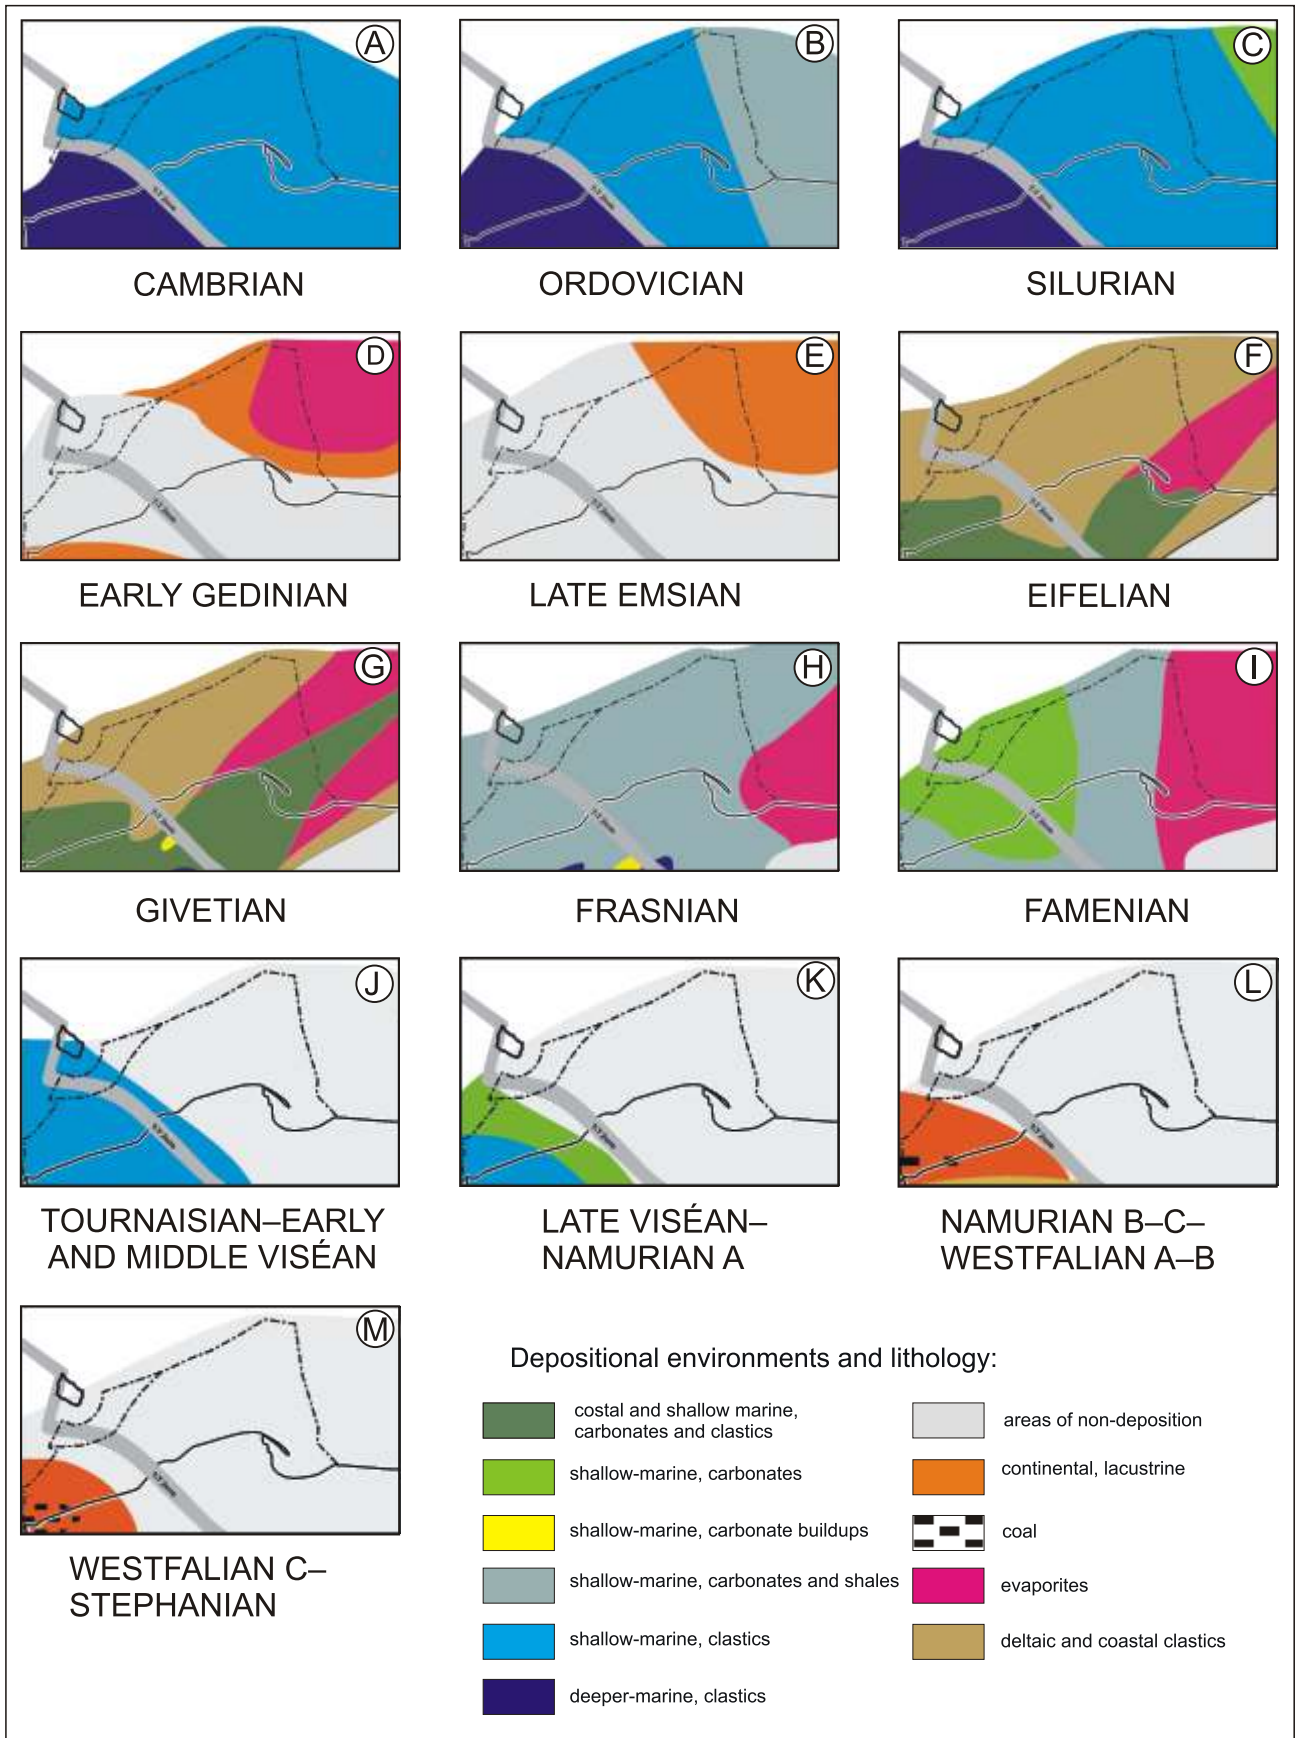 A
B
C
CAMBRIAN
ORDOVICIAN
SILURIAN
D
E
F
EARLY GEDINIAN
LATE EMSIAN
EIFELIAN
G
H
I
GIVETIAN
FRASNIAN
FAMENIAN
J
K
L
TOURNAISIAN–EARLY
AND MIDDLE VISÉAN
LATE VISÉAN–
NAMURIAN A
NAMURIAN B–C–
WESTFALIAN A–B
M
WESTFALIAN C–
STEPHANIAN
Depositional environments and lithology:
costal and shallow marine,
carbonates and clastics
shallow-marine, carbonates
shallow-marine, carbonate buildups
shallow-marine, carbonates and shales
shallow-marine, clastics
deeper-marine, clastics
areas of non-deposition
continental, lacustrine
coal
evaporites
deltaic and coastal clastics